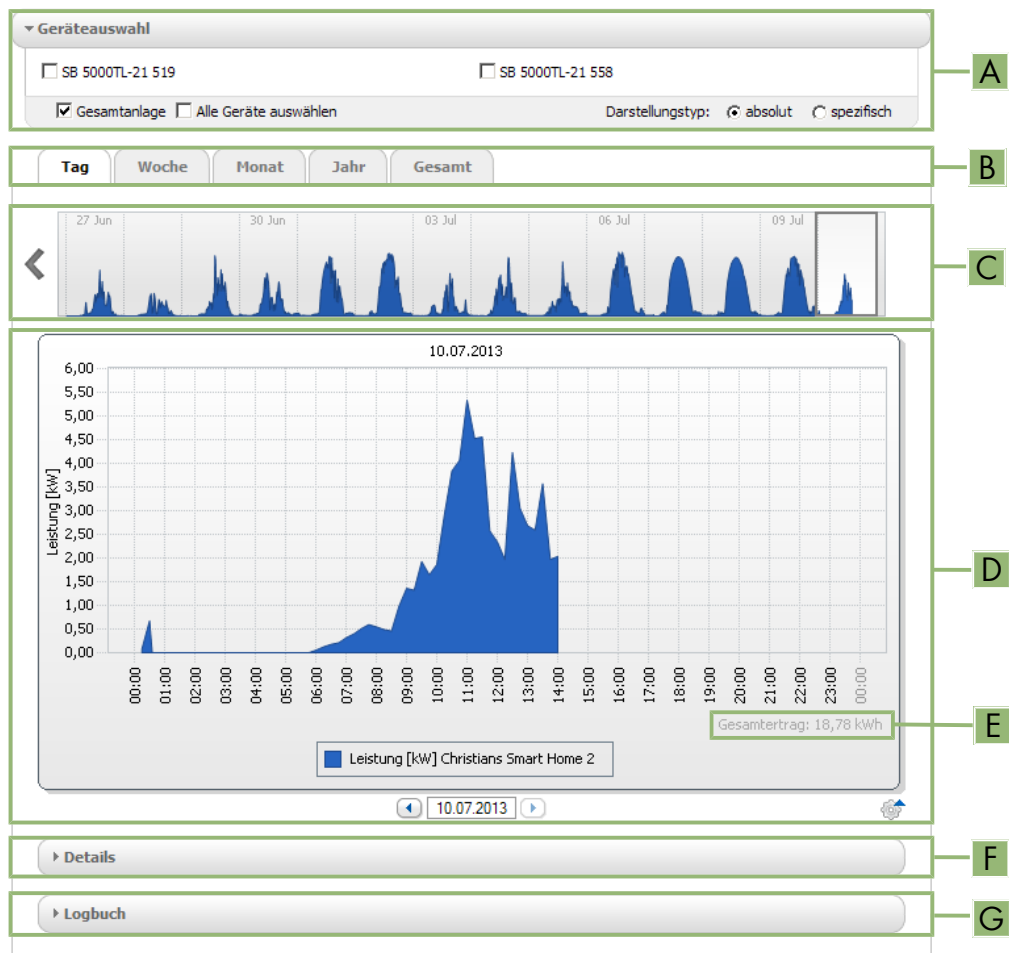 Geräteauswahl
SB 5000TL-21 519
SB 5000TL-21 558
A
Gesamtanlage
Alle Geräte auswählen
Darstellungstyp:
absolut
spezifisch
Tag
Woche
Monat
Jahr
Gesamt
B
27 Jun
30 Jun
03 Jul
06 Jul
09 Jul
C
10.07.2013
6,00
5,50
5,00
4,50
4,00
3,50
3,00
2,50
2,00
1,50
1,00
0,50
0,00
Leistung [kW]
D
00:00
01:00
02:00
03:00
04:00
05:00
06:00
07:00
08:00
09:00
10:00
11:00
12:00
13:00
14:00
15:00
16:00
17:00
18:00
19:00
20:00
21:00
22:00
23:00
00:00
Gesamtertrag: 18,78 kWh
E
Leistung [kW] Christians Smart Home 2
10.07.2013
Details
F
Logbuch
G